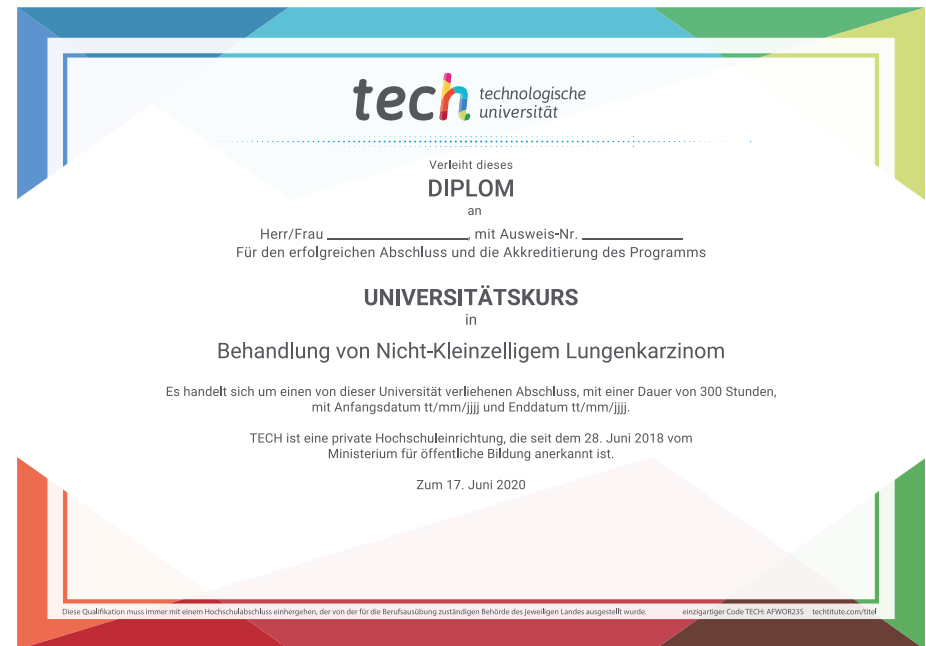 tech technologische
universität
Verleiht dieses
DIPLOM
an
Herr/Frau ____________________, mit Ausweis-Nr. ______________
Für den erfolgreichen Abschluss und die Akkreditierung des Programms
UNIVERSITÄTSKURS
in
Behandlung von Nicht-Kleinzelligem Lungenkarzinom
Es handelt sich um einen von dieser Universität verliehenen Abschluss, mit einer Dauer von 300 Stunden,
mit Anfangsdatum tt/mm/jjjj und Enddatum tt/mm/jjjj.
TECH ist eine private Hochschuleinrichtung, die seit dem 28. Juni 2018 vom
Ministerium für öffentliche Bildung anerkannt ist.
Zum 17. Juni 2020
Diese Qualifikation muss immer mit einem Hochschulabschluss einhergehen, der von der für die Berufsausübung zuständigen Behörde des jeweiligen Landes ausgestellt wurde. einzigartiger Code TECH: AFWOR23S techtitute.com/titel